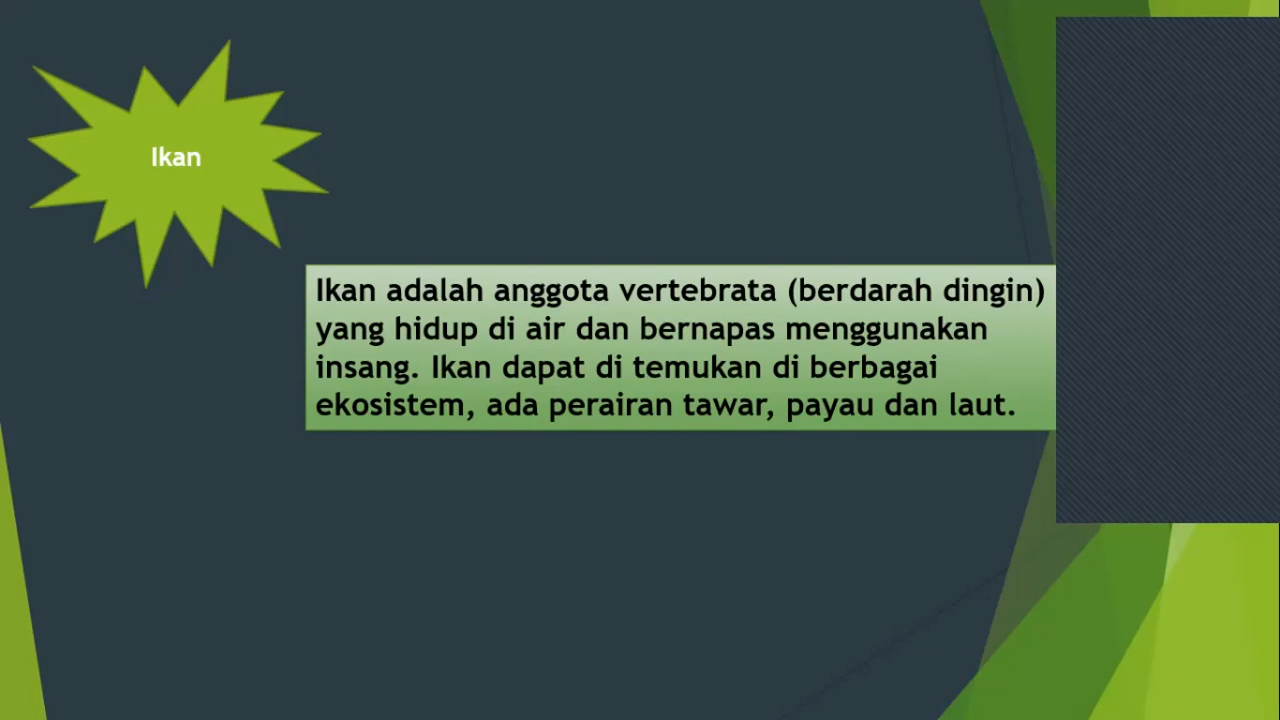 Ikan
Ikan adalah anggota vertebrata (berdarah dingin)
yang hidup di air dan bernapas menggunakan
insang. Ikan dapat di temukan di berbagai
ekosistem, ada perairan tawar, payau dan laut.